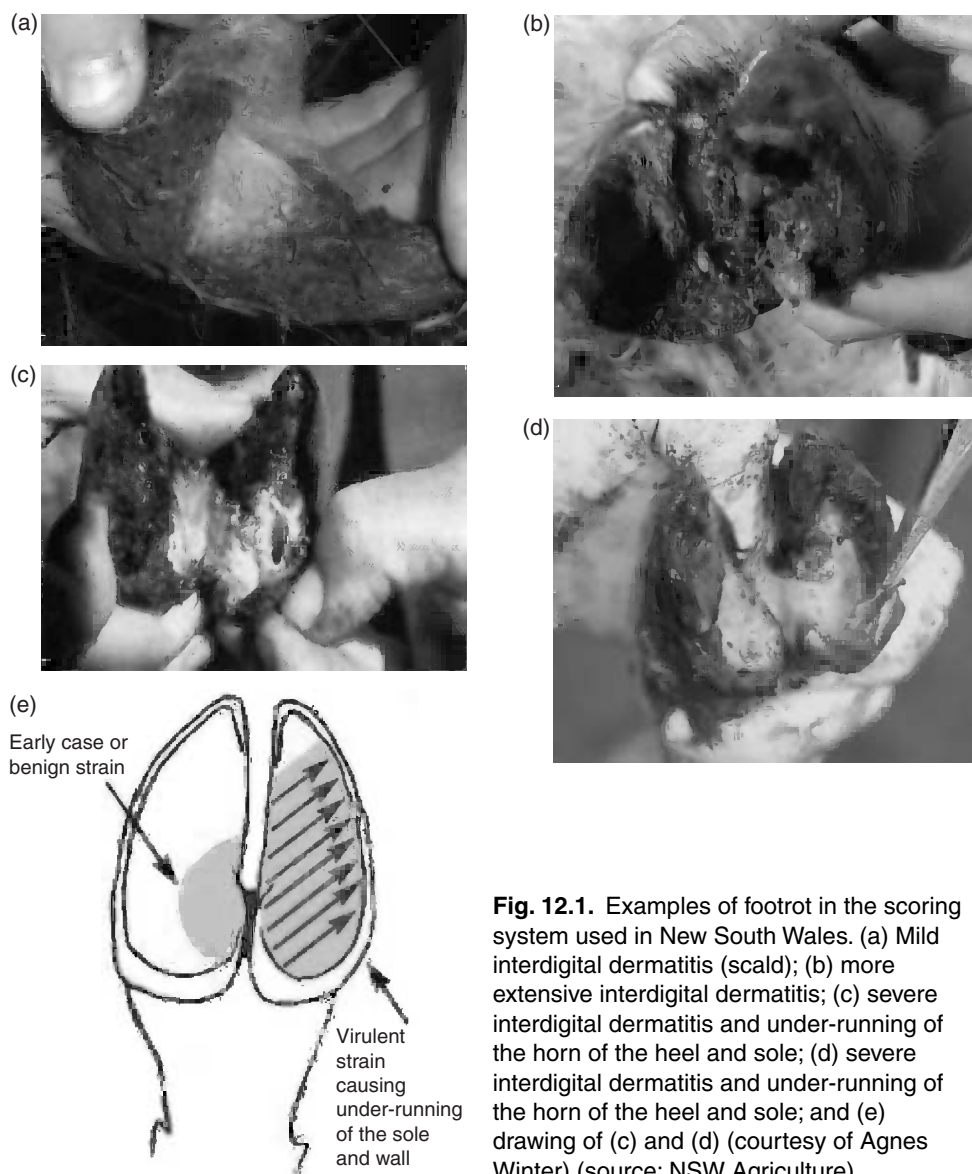 (a)
(b)
(c)
(d)
(e)
Early case or
benign strain
Virulent
strain
causing
under-running
of the sole
and wall
Fig. 12.1. Examples of footrot in the scoring
system used in New South Wales. (a) Mild
interdigital dermatitis (scald); (b) more
extensive interdigital dermatitis; (c) severe
interdigital dermatitis and under-running of
the horn of the heel and sole; (d) severe
interdigital dermatitis and under-running of
the horn of the heel and sole; and (e)
drawing of (c) and (d) (courtesy of Agnes
Winter) (source: NSW Agriculture)